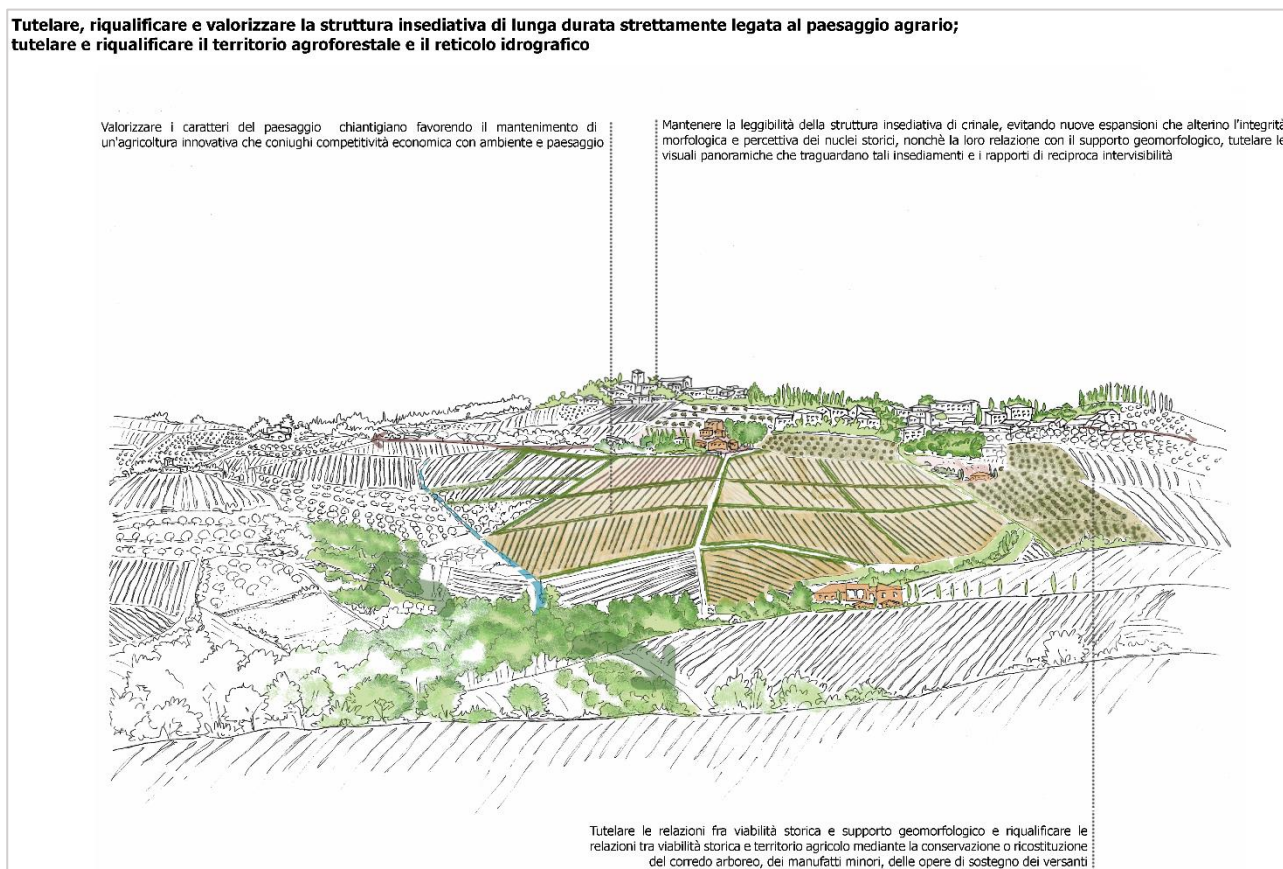 Tutelare, riqualificare e valorizzare la struttura insediativa di lunga durata strettamente legata al paesaggio agrario;
tutelare e riqualificare il territorio agroforestale e il reticolo idrografico
Valorizzare i caratteri del paesaggio chiantigiano favorendo il mantenimento di
un'agricoltura innovativa che coniughi competitività economica con ambiente e paesaggio
Mantenere la leggibilità della struttura insediativa di crinale, evitando nuove espansioni che alterino l'integrità
morfologica e percettiva dei nuclei storici, nonchè la loro relazione con il supporto geomorfologico, tutelare le
visuali panoramiche che traguardano tali insediamenti e i rapporti di reciproca intervisibilità
Tutelare le relazioni fra viabilità storica e supporto geomorfologico e riqualificare le
relazioni tra viabilità storica e territorio agricolo mediante la conservazione o ricostituzione
del corredo arboreo, dei manufatti minori, delle opere di sostegno dei versanti